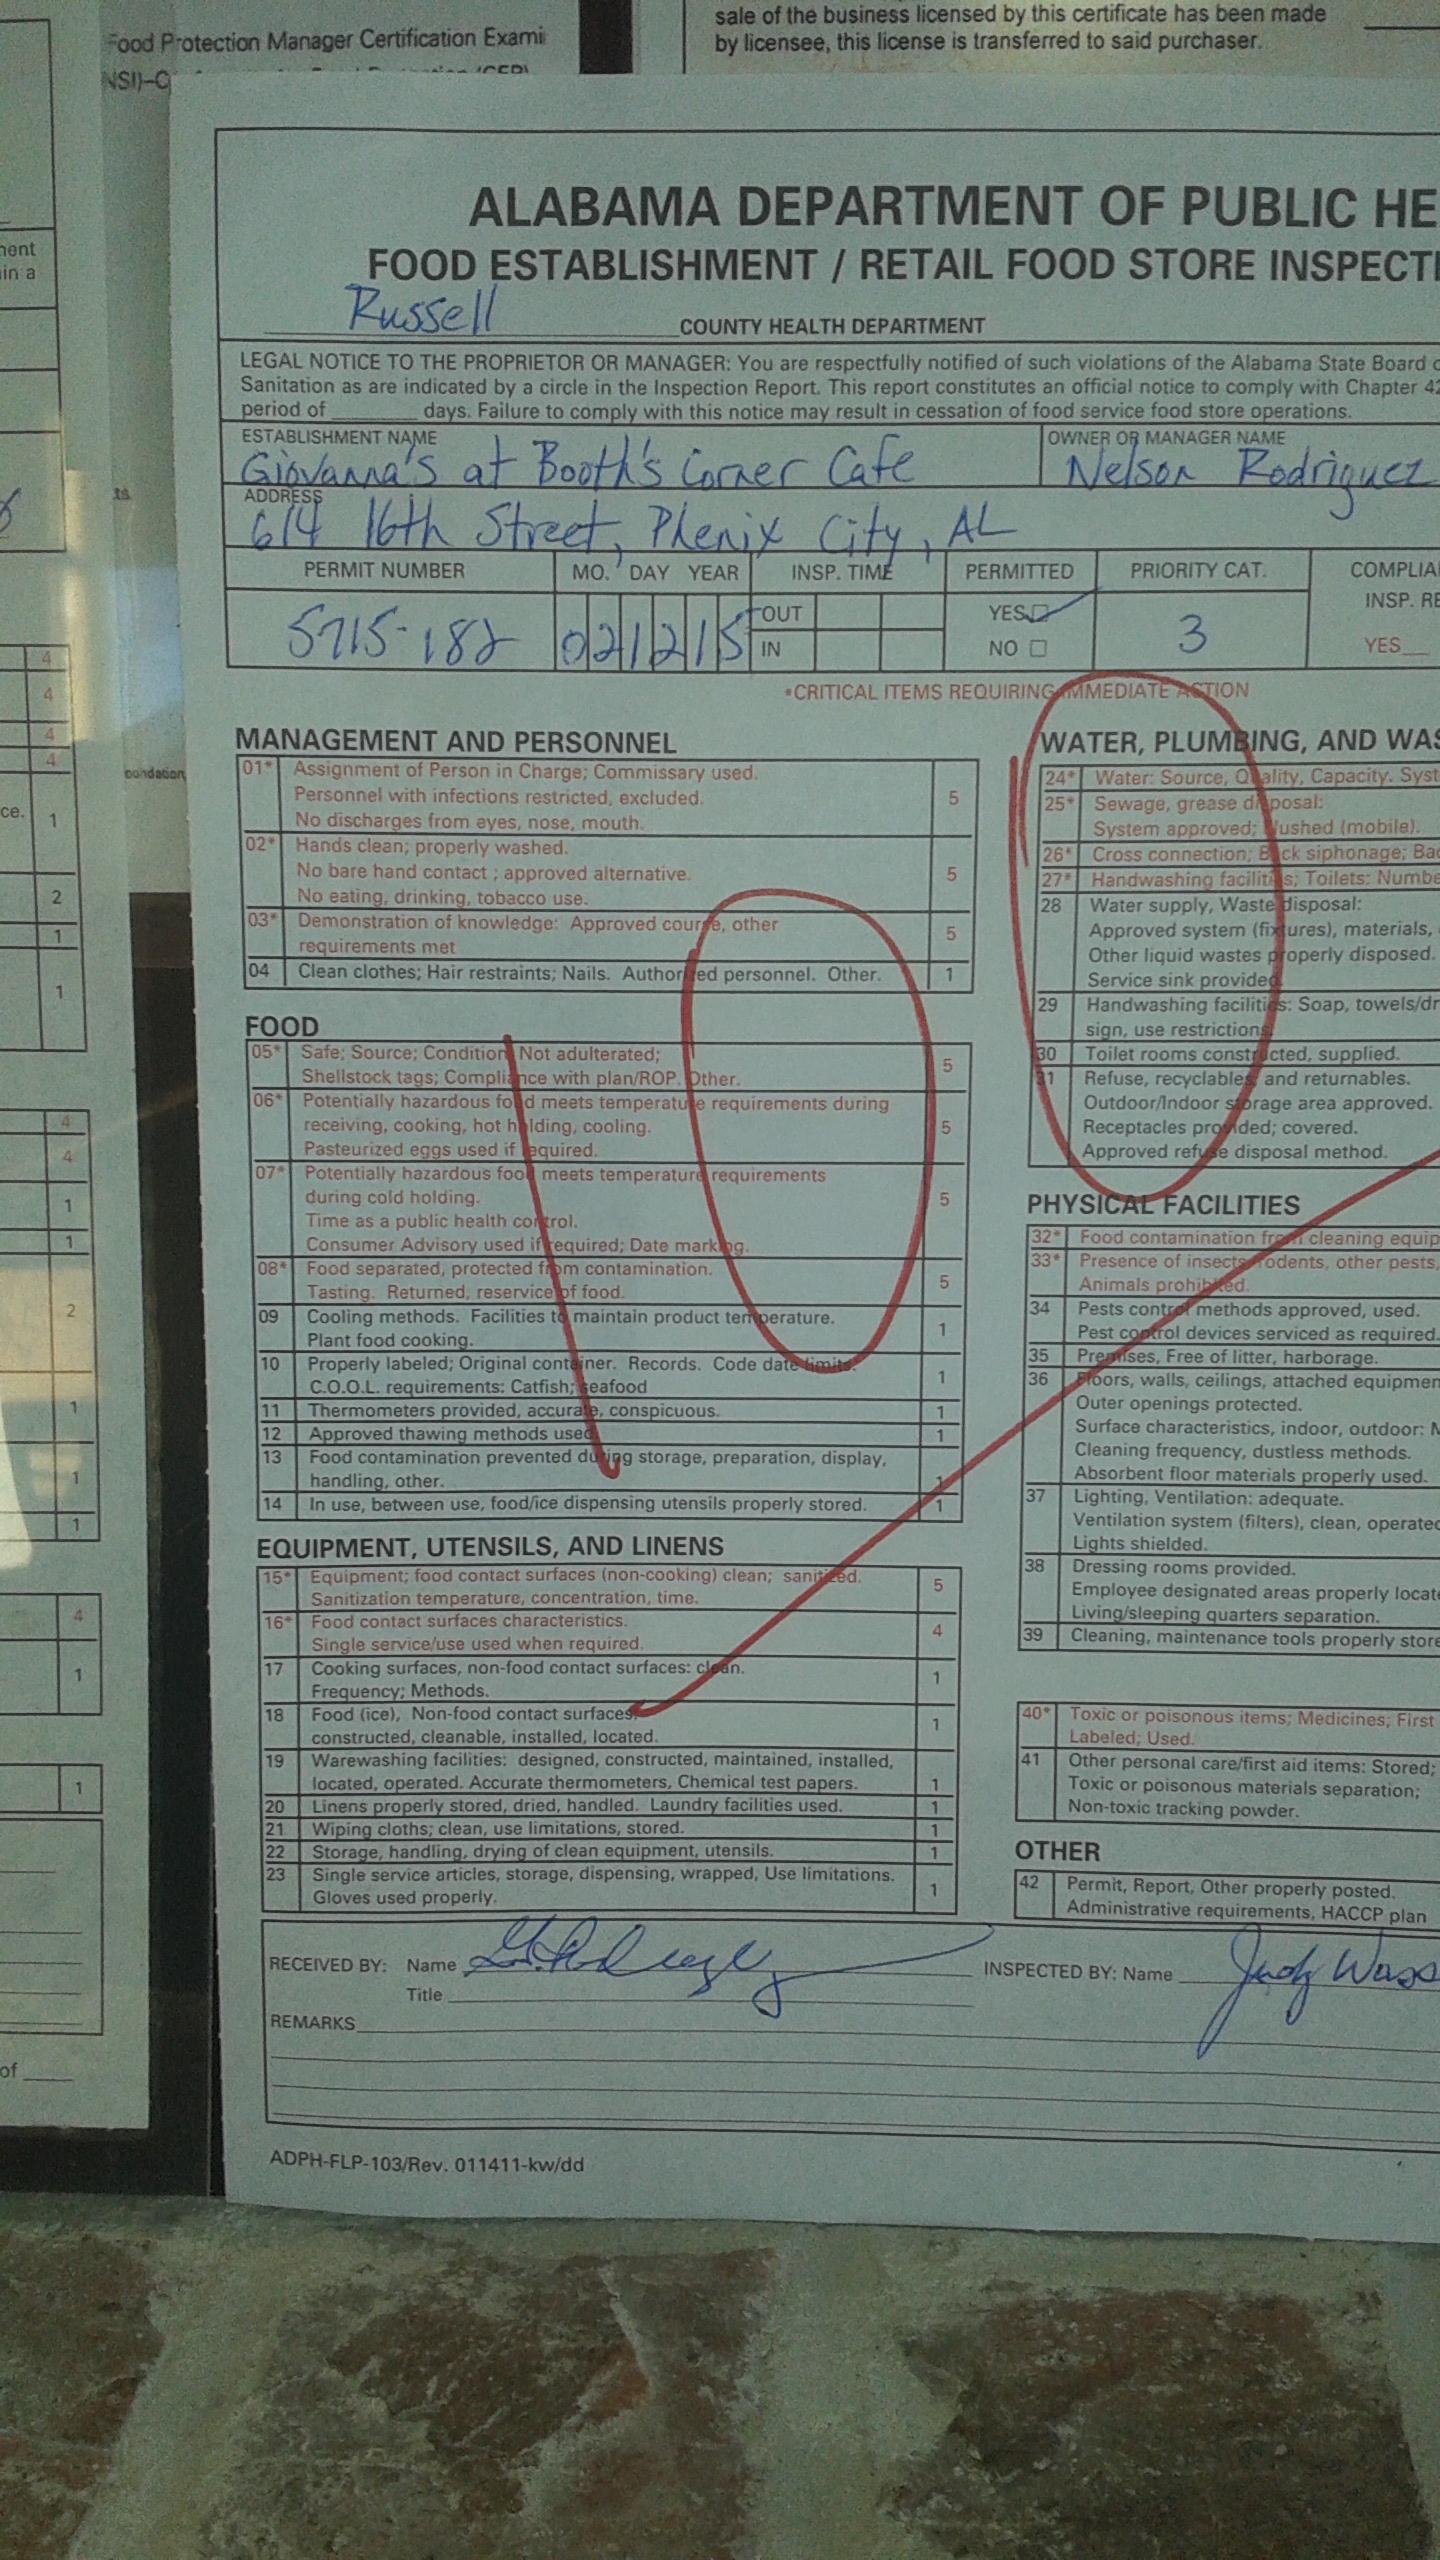 Food Protection Manager Certification Exami
NSI)–C
sale of the business licensed by this certificate has been made
by licensee, this license is transferred to said purchaser.
ALABAMA DEPARTMENT OF PUBLIC HE
FOOD ESTABLISHMENT / RETAIL FOOD STORE INSPECTI
Russell COUNTY HEALTH DEPARTMENT
LEGAL NOTICE TO THE PROPRIETOR OR MANAGER: You are respectfully notified of such violations of the Alabama State Board o
Sanitation as are indicated by a circle in the Inspection Report. This report constitutes an official notice to comply with Chapter 42
period of ________ days. Failure to comply with this notice may result in cessation of food service food store operations.
ESTABLISHMENT NAME OWNER OR MANAGER NAME
Giovanna's at Booth's Corner Cafe Nelson Rodriguez
ADDRESS
614 16th Street, Phenix City, AL
PERMIT NUMBER MO. DAY YEAR INSP. TIME PERMITTED PRIORITY CAT. COMPLIA
INSP. RE
5715-182 021215 OUT YES 3
IN NO YES__
*CRITICAL ITEMS REQUIRING IMMEDIATE ACTION
MANAGEMENT AND PERSONNEL
01* Assignment of Person in Charge; Commissary used.
Personnel with infections restricted, excluded. 5
No discharges from eyes, nose, mouth.
02* Hands clean; properly washed.
No bare hand contact ; approved alternative. 5
No eating, drinking, tobacco use.
03* Demonstration of knowledge: Approved course, other 5
requirements met
04 Clean clothes; Hair restraints; Nails. Authorized personnel. Other. 1
FOOD
05* Safe; Source; Condition Not adulterated; 5
Shellstock tags; Compliance with plan/ROP. Other.
06* Potentially hazardous food meets temperature requirements during
receiving, cooking, hot holding, cooling. 5
Pasteurized eggs used if required.
07* Potentially hazardous food meets temperature requirements
during cold holding. 5
Time as a public health control.
Consumer Advisory used if required; Date marking.
08* Food separated, protected from contamination. 5
Tasting. Returned, reservice of food.
09 Cooling methods. Facilities to maintain product temperature. 1
Plant food cooking.
10 Properly labeled; Original container. Records. Code date limits. 1
C.O.O.L. requirements: Catfish; seafood
11 Thermometers provided, accurate, conspicuous. 1
12 Approved thawing methods used 1
13 Food contamination prevented during storage, preparation, display,
handling, other. 1
14 In use, between use, food/ice dispensing utensils properly stored. 1
EQUIPMENT, UTENSILS, AND LINENS
15* Equipment; food contact surfaces (non-cooking) clean; sanitized. 5
Sanitization temperature, concentration, time.
16* Food contact surfaces characteristics. 4
Single service/use used when required.
17 Cooking surfaces, non-food contact surfaces: clean. 1
Frequency; Methods.
18 Food (ice), Non-food contact surfaces: 1
constructed, cleanable, installed, located.
19 Warewashing facilities: designed, constructed, maintained, installed,
located, operated. Accurate thermometers, Chemical test papers. 1
20 Linens properly stored, dried, handled. Laundry facilities used. 1
21 Wiping cloths; clean, use limitations, stored. 1
22 Storage, handling, drying of clean equipment, utensils. 1
23 Single service articles, storage, dispensing, wrapped, Use limitations. 1
Gloves used properly.
WATER, PLUMBING, AND WAS
24* Water: Source, Quality, Capacity. Syst
25* Sewage, grease disposal:
System approved; flushed (mobile).
26* Cross connection; Back siphonage; Bac
27* Handwashing facilities; Toilets: Numbe
28 Water supply, Waste disposal:
Approved system (fixtures), materials,
Other liquid wastes properly disposed.
Service sink provided
29 Handwashing facilities: Soap, towels/dr
sign, use restrictions
30 Toilet rooms constructed, supplied.
31 Refuse, recyclables and returnables.
Outdoor/Indoor storage area approved.
Receptacles provided; covered.
Approved refuse disposal method.
PHYSICAL FACILITIES
32* Food contamination from cleaning equip
33* Presence of insects, rodents, other pests,
Animals prohibited.
34 Pests control methods approved, used.
Pest control devices serviced as required.
35 Premises, Free of litter, harborage.
36 Floors, walls, ceilings, attached equipmen
Outer openings protected.
Surface characteristics, indoor, outdoor: M
Cleaning frequency, dustless methods.
Absorbent floor materials properly used.
37 Lighting, Ventilation: adequate.
Ventilation system (filters), clean, operated
Lights shielded.
38 Dressing rooms provided.
Employee designated areas properly locate
Living/sleeping quarters separation.
39 Cleaning, maintenance tools properly store
40* Toxic or poisonous items; Medicines; First
Labeled; Used.
41 Other personal care/first aid items: Stored;
Toxic or poisonous materials separation;
Non-toxic tracking powder.
OTHER
42 Permit, Report, Other properly posted.
Administrative requirements, HACCP plan
RECEIVED BY: Name INSPECTED BY: Name Judy Wass
Title
REMARKS
ADPH-FLP-103/Rev. 011411-kw/dd